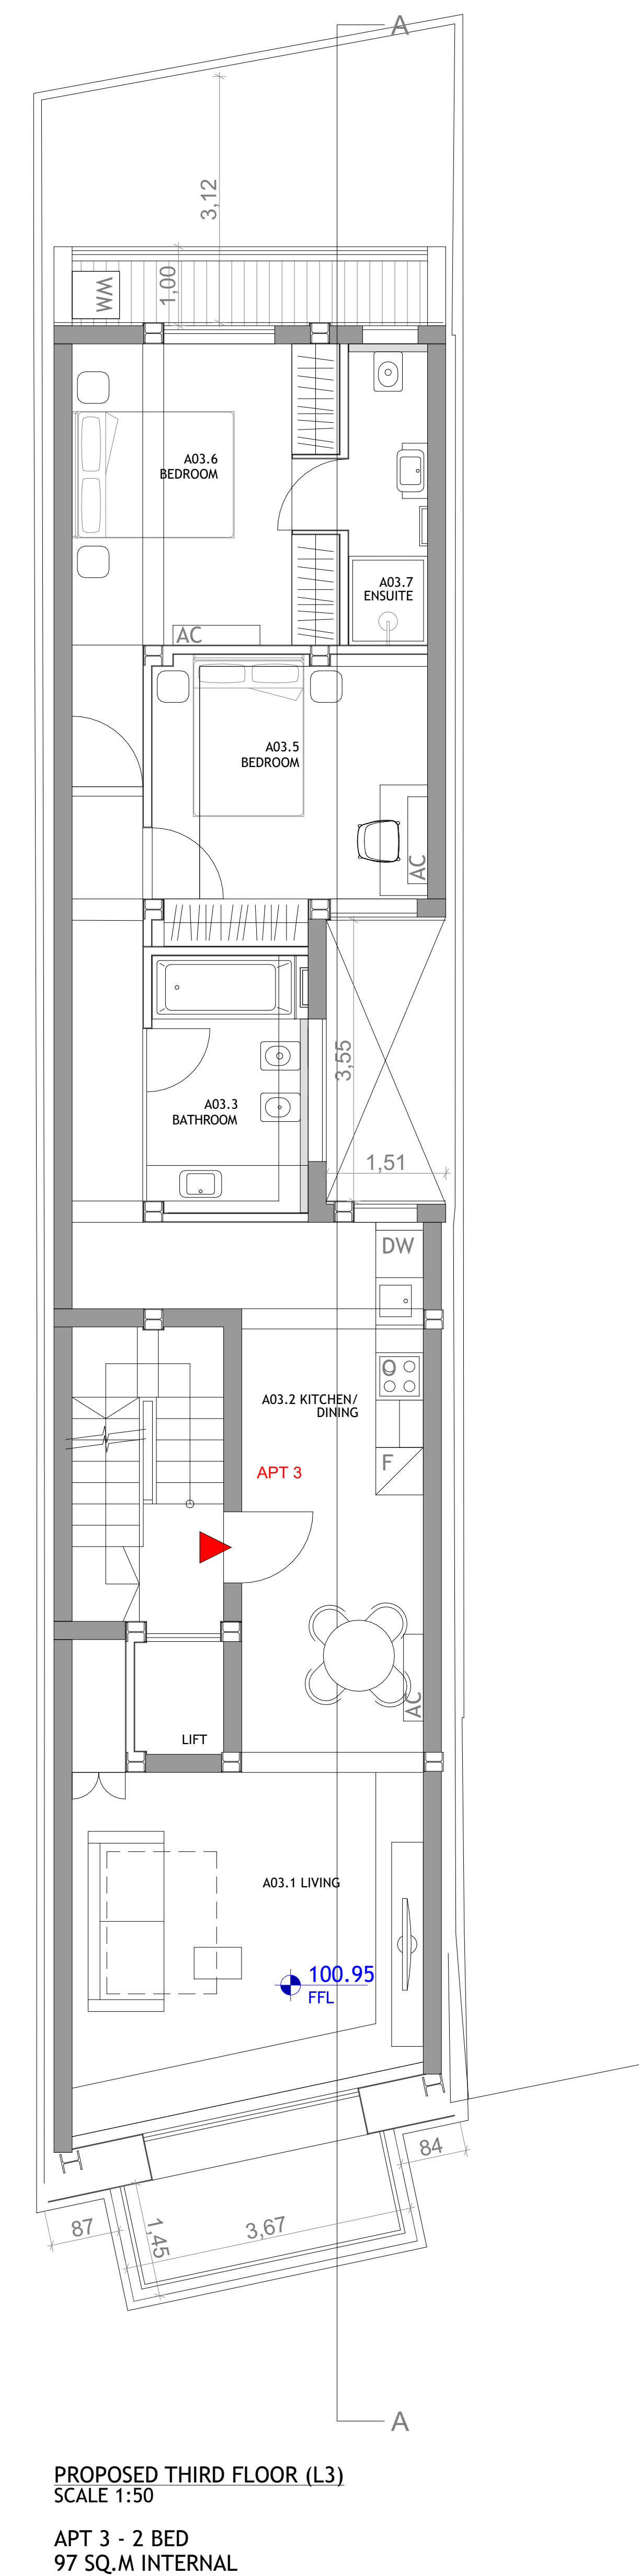 A
3,12
1,00
WM
A03.6
BEDROOM
A03.7
ENSUITE
AC
A03.5
BEDROOM
AC
3,55
A03.3
BATHROOM
1,51
DW
O
A03.2 KITCHEN/
DINING
F
APT 3
AC
LIFT
A03.1 LIVING
100.95
FFL
84
87
1,45
3,67
A
PROPOSED THIRD FLOOR (L3)
SCALE 1:50
APT 3 - 2 BED
97 SQ.M INTERNAL